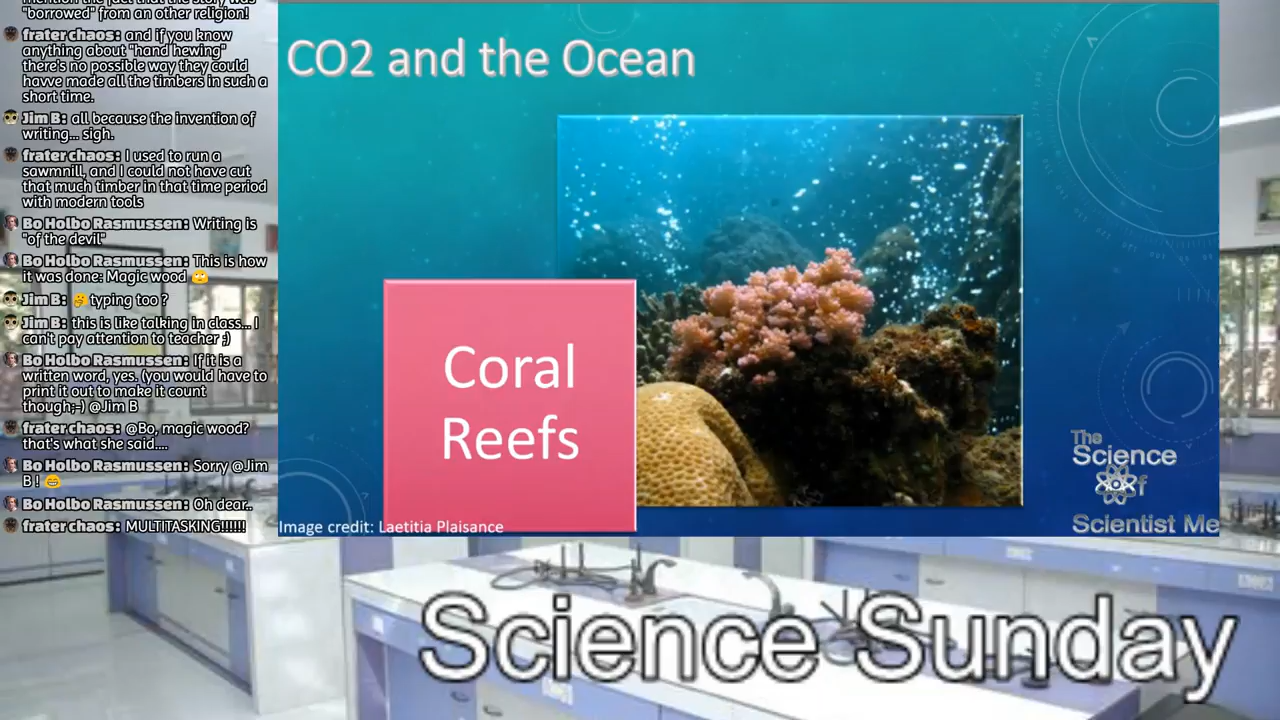 "borrowed" from an other religion!
frater chaos: and if you know
anything about "hand hewing"
there's no possible way they could
havve made all the timbers in such a
short time.
Jim B: all because the invention of
writing... sigh.
frater chaos: I used to run a
sawmnill, and I could not have cut
that much timber in that time period
with modern tools
Bo Holbo Rasmussen: Writing is
"of the devil"
Bo Holbo Rasmussen: This is how
it was done: Magic wood 🙄
Jim B: 🤔typing too?
Jim B: this is like talking in class... I
can't pay attention to teacher ;)
Bo Holbo Rasmussen: If it is a
written word, yes. (you would have to
print it out to make it count
though;-) @Jim B
frater chaos: @Bo, magic wood?
that's what she said....
Bo Holbo Rasmussen: Sorry @Jim
B! 😄
Bo Holbo Rasmussen: Oh dear..
frater chaos: MULTITASKING!!!!!!
CO2 and the Ocean
Coral
Reefs
Image credit: Laetitia Plaisance
The
Science
Of
Scientist Me
Science Sunday